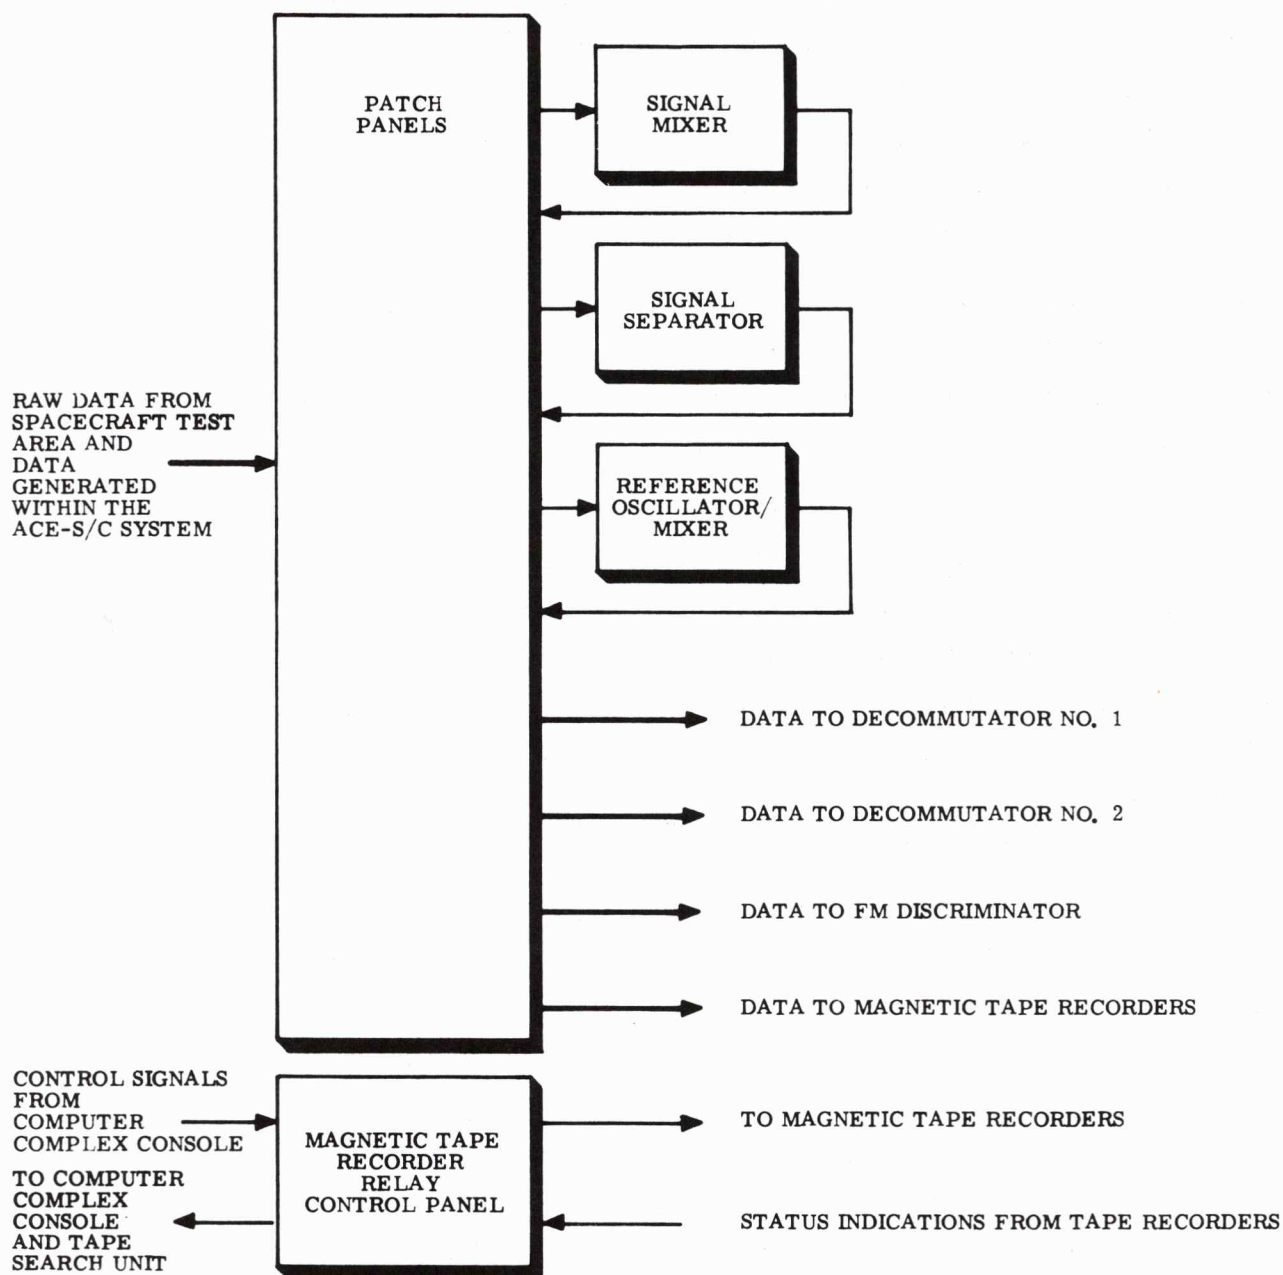 PATCH
PANELS
SIGNAL
MIXER
SIGNAL
SEPARATOR
RAW DATA FROM
SPACECRAFT TEST
AREA AND
DATA
GENERATED
WITHIN THE
ACE-S/C SYSTEM
REFERENCE
OSCILLATOR/
MIXER
DATA TO DECOMMUTATOR NO. 1
DATA TO DECOMMUTATOR NO. 2
DATA TO FM DISCRIMINATOR
DATA TO MAGNETIC TAPE RECORDERS
CONTROL SIGNALS
FROM
COMPUTER
COMPLEX CONSOLE
MAGNETIC TAPE
RECORDER
RELAY
CONTROL PANEL
TO MAGNETIC TAPE RECORDERS
TO COMPUTER
COMPLEX
CONSOLE
AND TAPE
SEARCH UNIT
STATUS INDICATIONS FROM TAPE RECORDERS